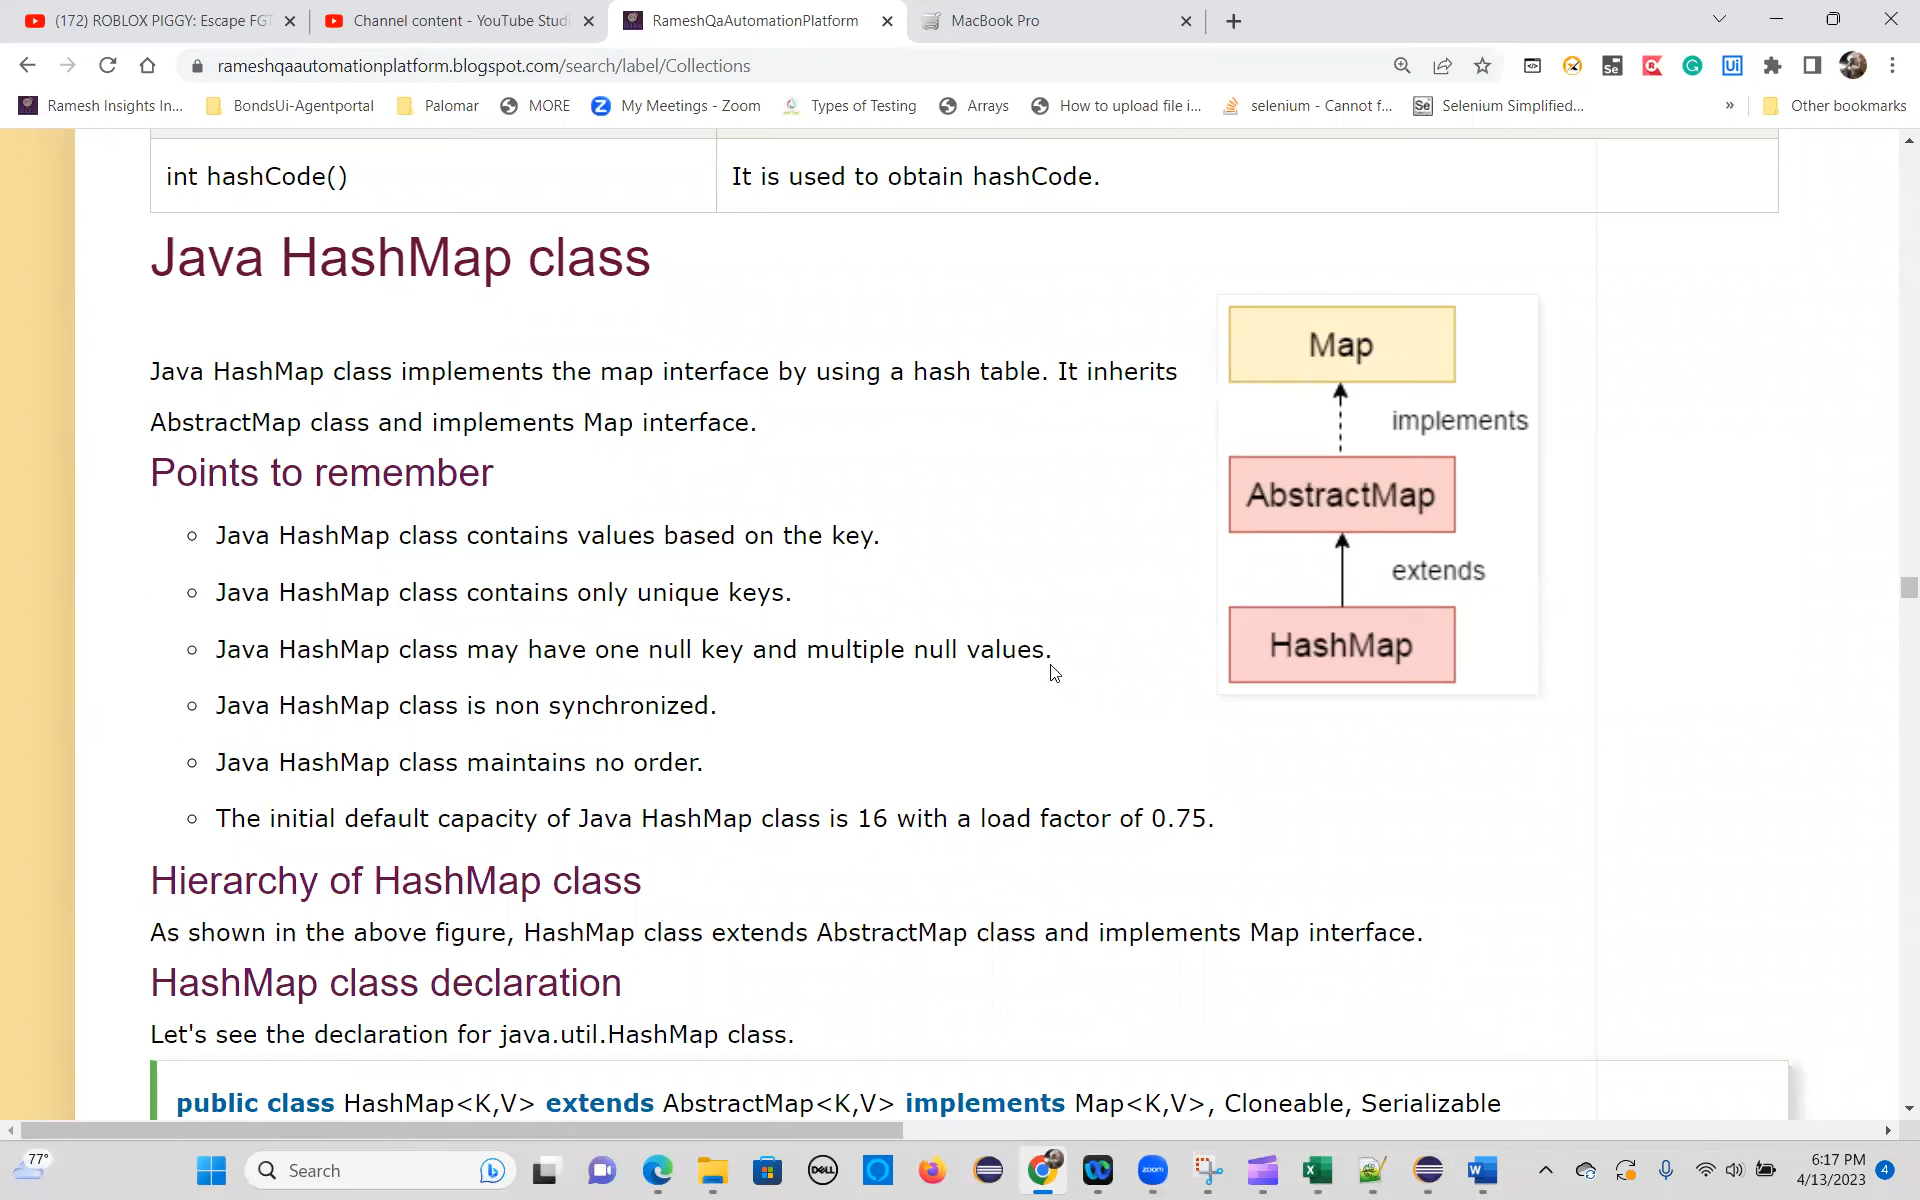 (172) ROBLOX PIGGY: Escape FGT
Channel content - YouTube Studi
RameshQaAutomationPlatform
MacBook Pro
rameshqaautomationplatform.blogspot.com/search/label/Collections
Ramesh Insights In...
BondsUi-Agentportal
Palomar
MORE
My Meetings - Zoom
Types of Testing
Arrays
How to upload file i...
selenium - Cannot f...
Selenium Simplified...
»
Other bookmarks
int hashCode()
It is used to obtain hashCode.
Java HashMap class
Java HashMap class implements the map interface by using a hash table. It inherits
AbstractMap class and implements Map interface.
Map
implements
AbstractMap
extends
HashMap
Points to remember
Java HashMap class contains values based on the key.
Java HashMap class contains only unique keys.
Java HashMap class may have one null key and multiple null values.
Java HashMap class is non synchronized.
Java HashMap class maintains no order.
The initial default capacity of Java HashMap class is 16 with a load factor of 0.75.
Hierarchy of HashMap class
As shown in the above figure, HashMap class extends AbstractMap class and implements Map interface.
HashMap class declaration
Let's see the declaration for java.util.HashMap class.
public class HashMap<K,V> extends AbstractMap<K,V> implements Map<K,V>, Cloneable, Serializable
77°
Search
DELL
zoom
6:17 PM
4/13/2023
4